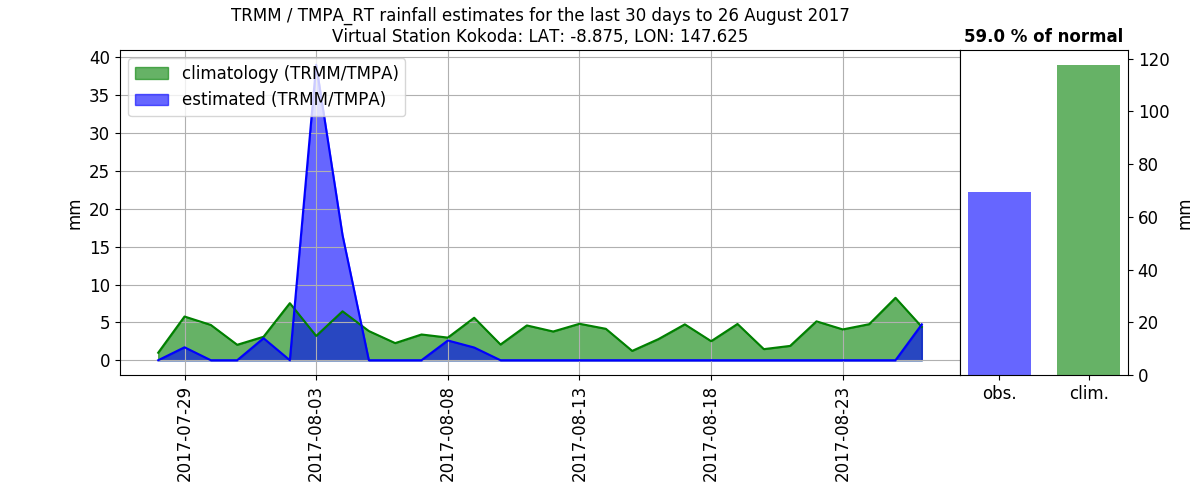 TRMM / TMPA_RT rainfall estimates for the last 30 days to 26 August 2017
Virtual Station Kokoda: LAT: -8.875, LON: 147.625
59.0 % of normal
climatology (TRMM/TMPA)
estimated (TRMM/TMPA)
mm
40
35
30
25
20
15
10
5
0
2017-07-29
2017-08-03
2017-08-08
2017-08-13
2017-08-18
2017-08-23
120
100
80
60
40
20
0
mm
obs.
clim.